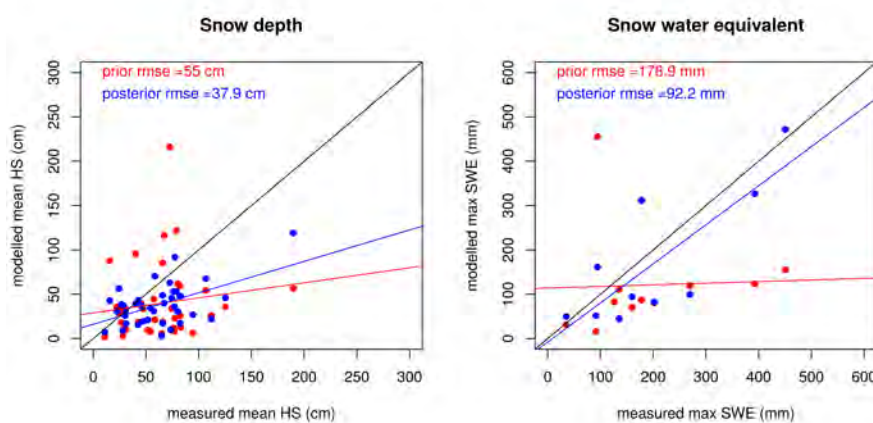 Snow depth
prior rmse =55 cm
posterior rmse =37.9 cm
modelled mean HS (cm)
300
250
200
150
100
50
0
0 50 100 150 200 250 300
measured mean HS (cm)
Snow water equivalent
prior rmse =178.9 mm
posterior rmse =92.2 mm
modelled max SWE (mm)
600
500
400
300
200
100
0
0 100 200 300 400 500 600
measured max SWE (mm)